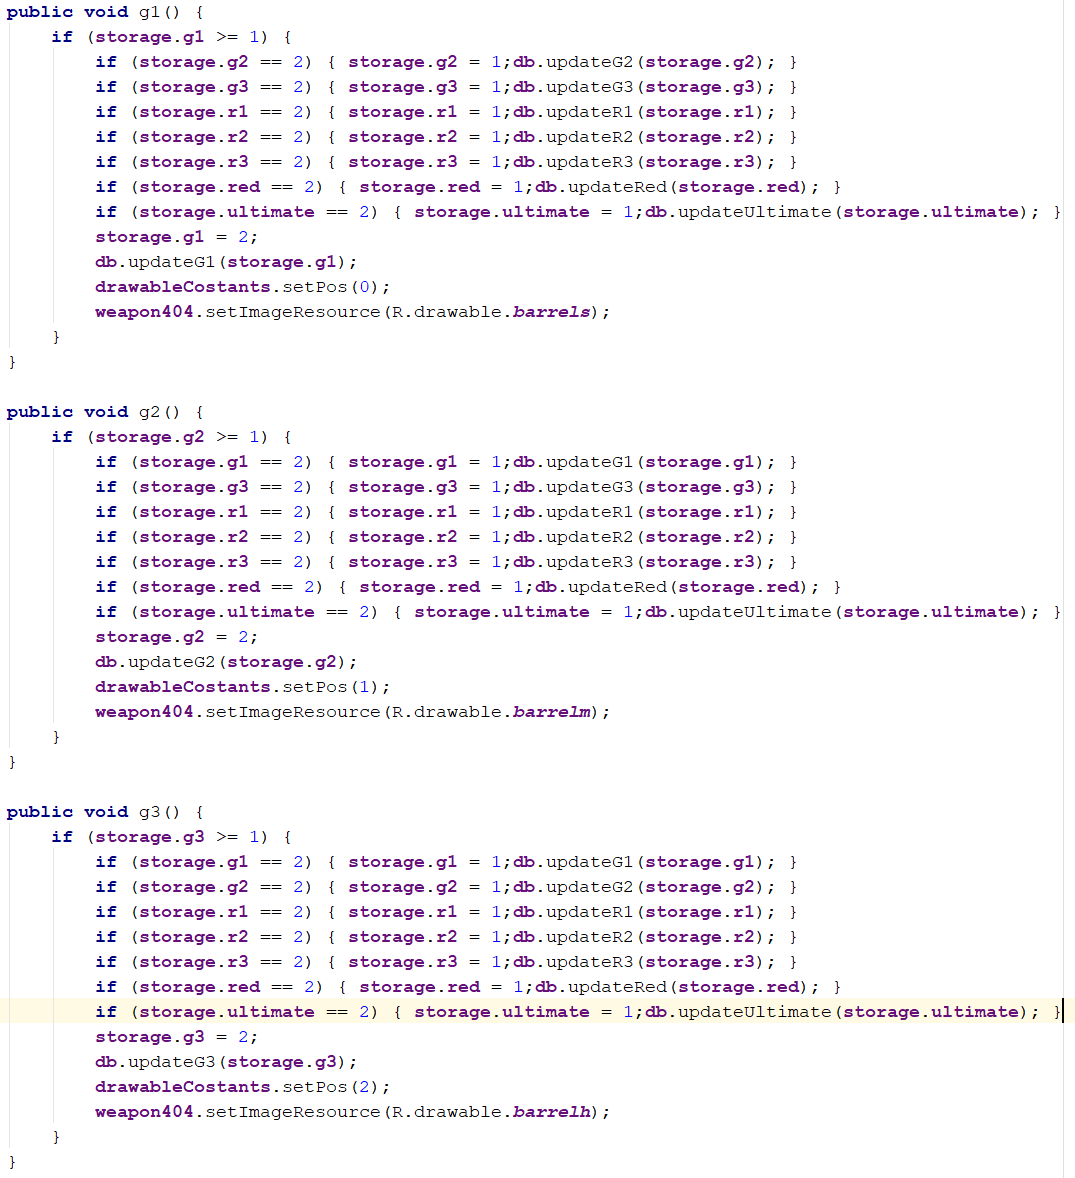 public void g1() {
    if (storage.g1 >= 1) {
        if (storage.g2 == 2) { storage.g2 = 1;db.updateG2(storage.g2); }
        if (storage.g3 == 2) { storage.g3 = 1;db.updateG3(storage.g3); }
        if (storage.r1 == 2) { storage.r1 = 1;db.updateR1(storage.r1); }
        if (storage.r2 == 2) { storage.r2 = 1;db.updateR2(storage.r2); }
        if (storage.r3 == 2) { storage.r3 = 1;db.updateR3(storage.r3); }
        if (storage.red == 2) { storage.red = 1;db.updateRed(storage.red); }
        if (storage.ultimate == 2) { storage.ultimate = 1;db.updateUltimate(storage.ultimate); }
        storage.g1 = 2;
        db.updateG1(storage.g1);
        drawableCostants.setPos(0);
        weapon404.setImageResource(R.drawable.barrels);
    }
}
public void g2() {
    if (storage.g2 >= 1) {
        if (storage.g1 == 2) { storage.g1 = 1;db.updateG1(storage.g1); }
        if (storage.g3 == 2) { storage.g3 = 1;db.updateG3(storage.g3); }
        if (storage.r1 == 2) { storage.r1 = 1;db.updateR1(storage.r1); }
        if (storage.r2 == 2) { storage.r2 = 1;db.updateR2(storage.r2); }
        if (storage.r3 == 2) { storage.r3 = 1;db.updateR3(storage.r3); }
        if (storage.red == 2) { storage.red = 1;db.updateRed(storage.red); }
        if (storage.ultimate == 2) { storage.ultimate = 1;db.updateUltimate(storage.ultimate); }
        storage.g2 = 2;
        db.updateG2(storage.g2);
        drawableCostants.setPos(1);
        weapon404.setImageResource(R.drawable.barrelm);
    }
}
public void g3() {
    if (storage.g3 >= 1) {
        if (storage.g1 == 2) { storage.g1 = 1;db.updateG1(storage.g1); }
        if (storage.g2 == 2) { storage.g2 = 1;db.updateG2(storage.g2); }
        if (storage.r1 == 2) { storage.r1 = 1;db.updateR1(storage.r1); }
        if (storage.r2 == 2) { storage.r2 = 1;db.updateR2(storage.r2); }
        if (storage.r3 == 2) { storage.r3 = 1;db.updateR3(storage.r3); }
        if (storage.red == 2) { storage.red = 1;db.updateRed(storage.red); }
        if (storage.ultimate == 2) { storage.ultimate = 1;db.updateUltimate(storage.ultimate); }
        storage.g3 = 2;
        db.updateG3(storage.g3);
        drawableCostants.setPos(2);
        weapon404.setImageResource(R.drawable.barrelh);
    }
}